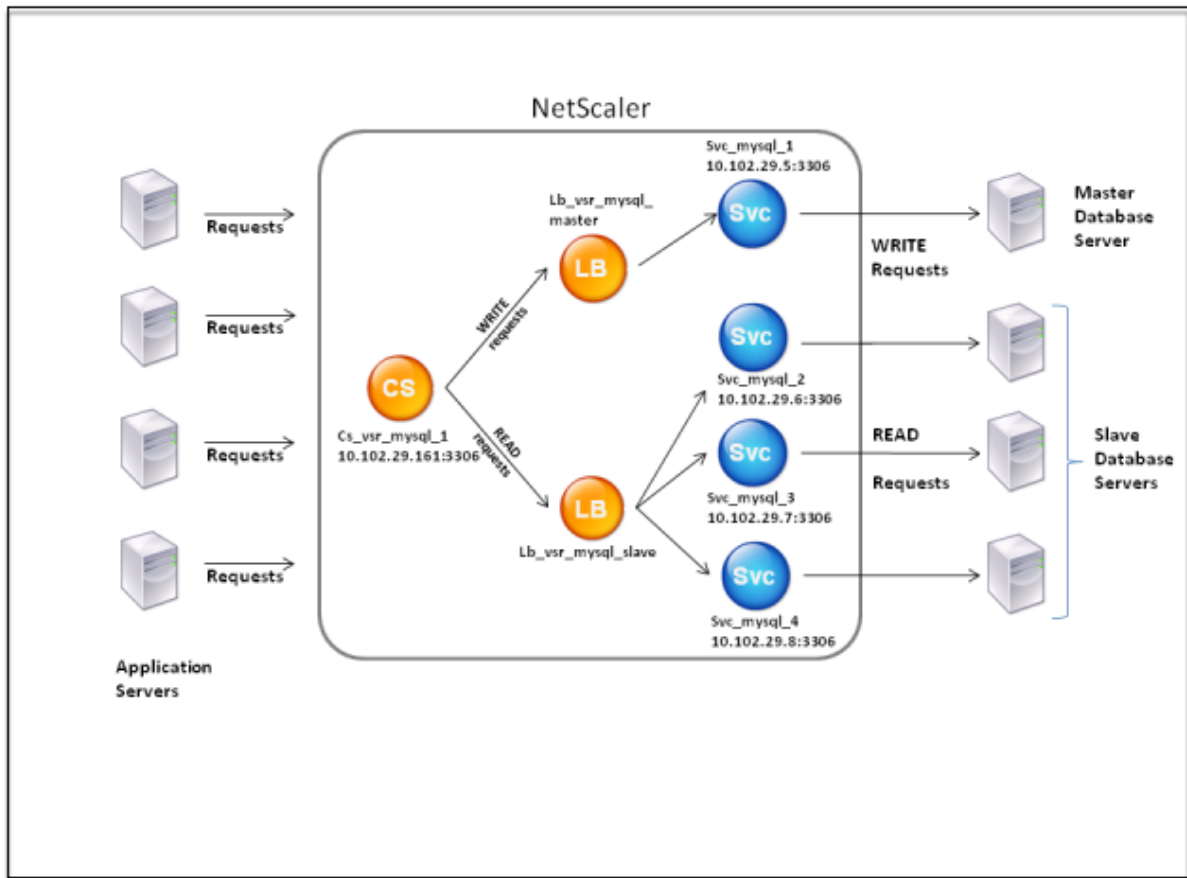 NetScaler
Svc_mysql_1
10.102.29.5:3306
Svc
Lb_vsr_mysql_
master
LB
Requests
WRITE
Requests
Master
Database
Server
WRITE
requests
Svc
Svc_mysql_2
10.102.29.6:3306
Requests
CS
Cs_vsr_mysql_1
10.102.29.161:3306
READ
requests
Svc
Svc_mysql_3
10.102.29.7:3306
READ
Requests
Slave
Database
Servers
Requests
LB
Lb_vsr_mysql_slave
Svc
Svc_mysql_4
10.102.29.8:3306
Requests
Application
Servers